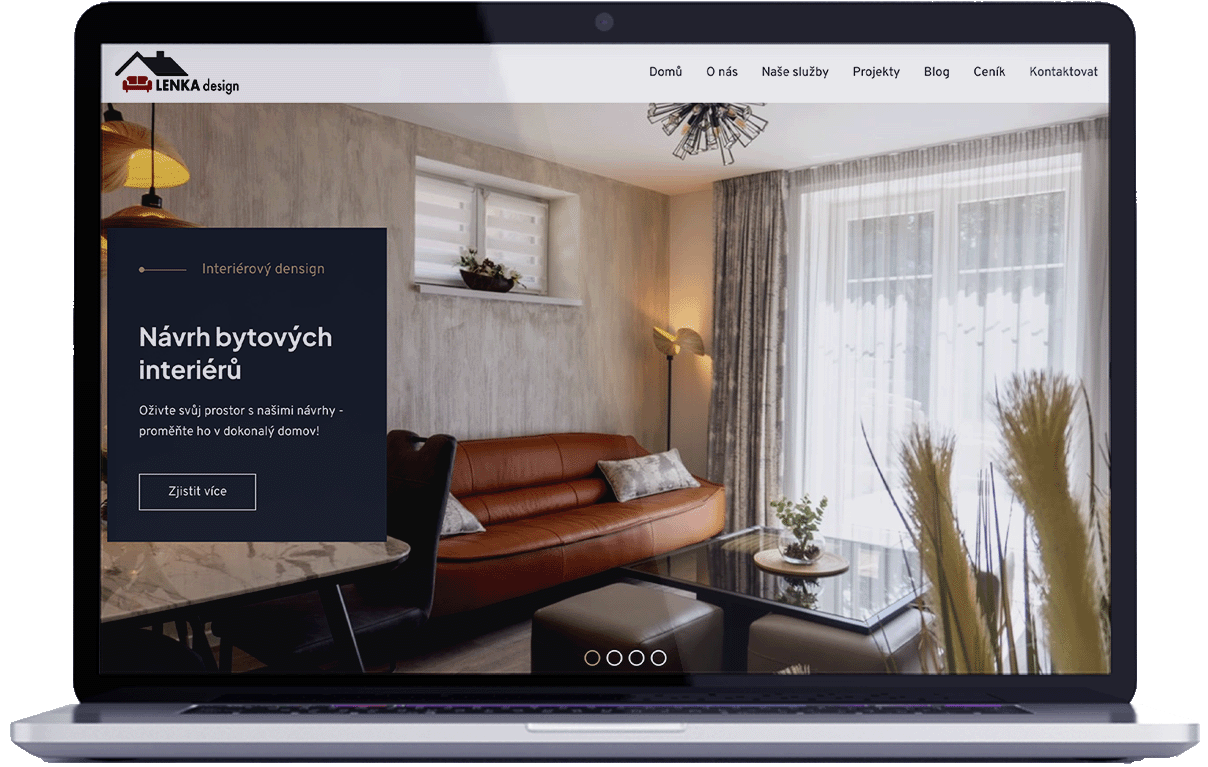 LENKA design
Domů O nás Naše služby Projekty Blog Ceník Kontaktovat
Interiérový densign
Návrh bytových
interiérů
Oživte svůj prostor s našimi návrhy -
proměňte ho v dokonalý domov!
Zjistit více